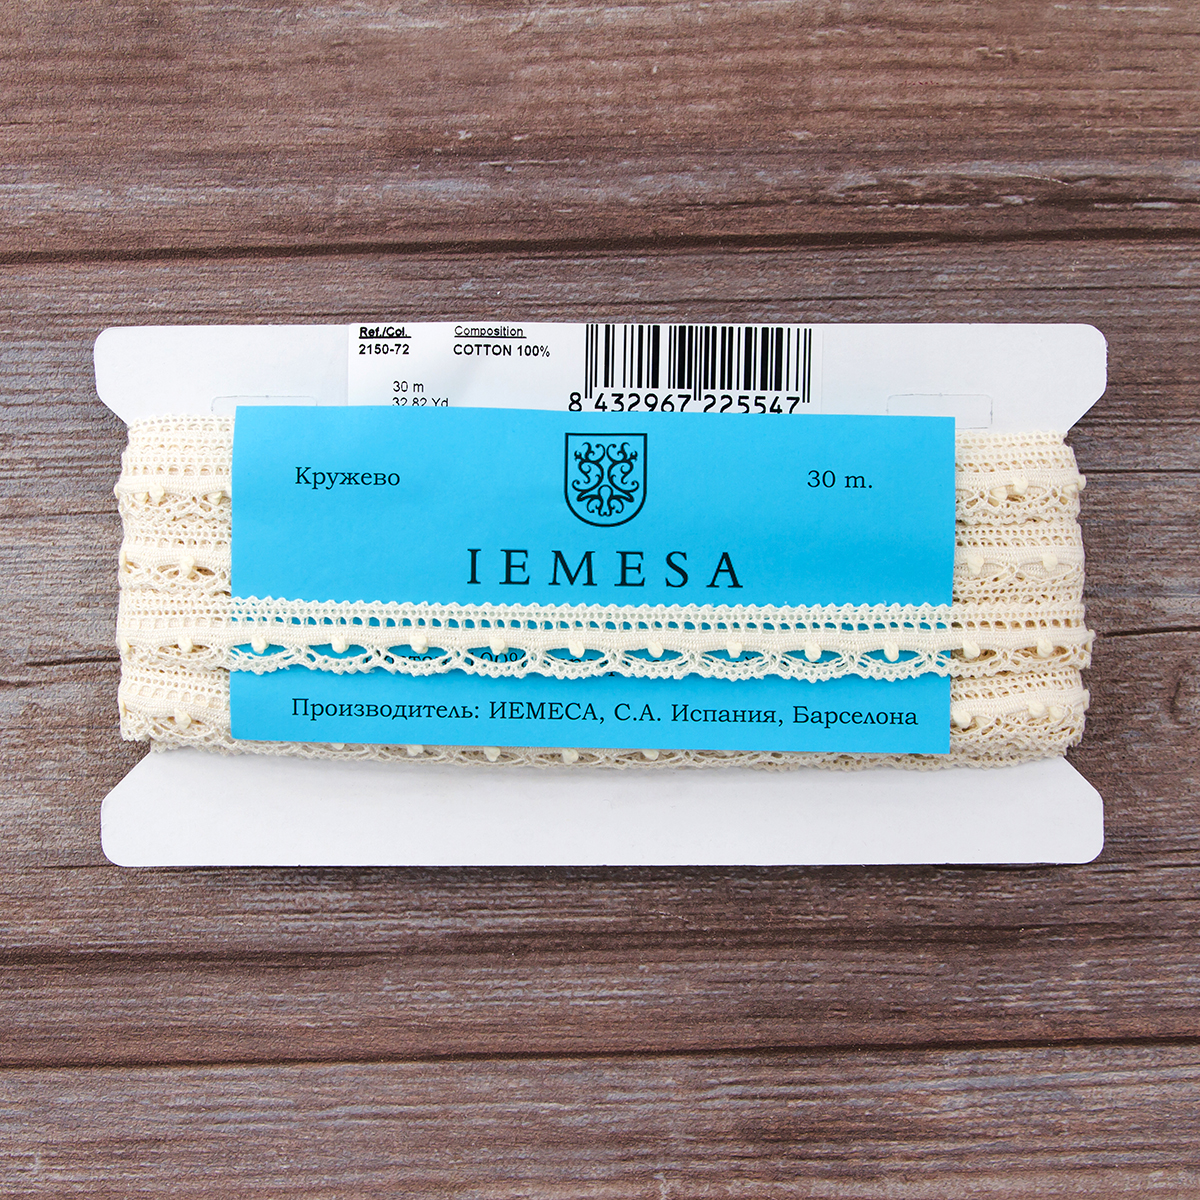 Ref./Col. Composition
2150-72 COTTON 100%
30 m
32,82 Yd
8 432967 225547
Кружево 30 m.
IEMESA
Производитель: ИЕМЕСА, С.А. Испания, Барселона